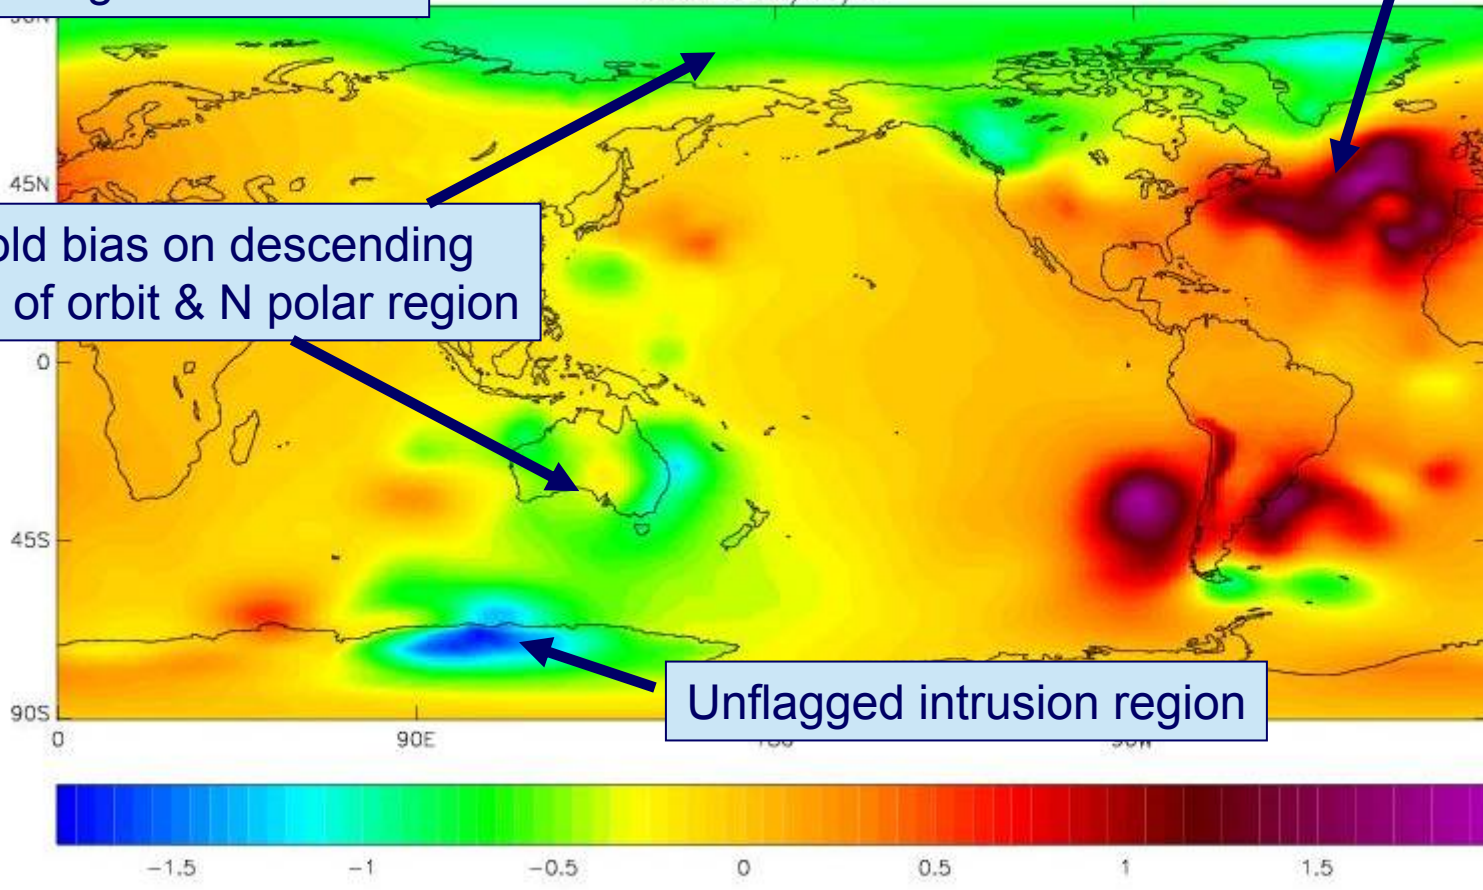 45N
old bias on descending
of orbit & N polar region
0
45S
Unflagged intrusion region
90S
0
90E
-1.5
-1
-0.5
0
0.5
1
1.5